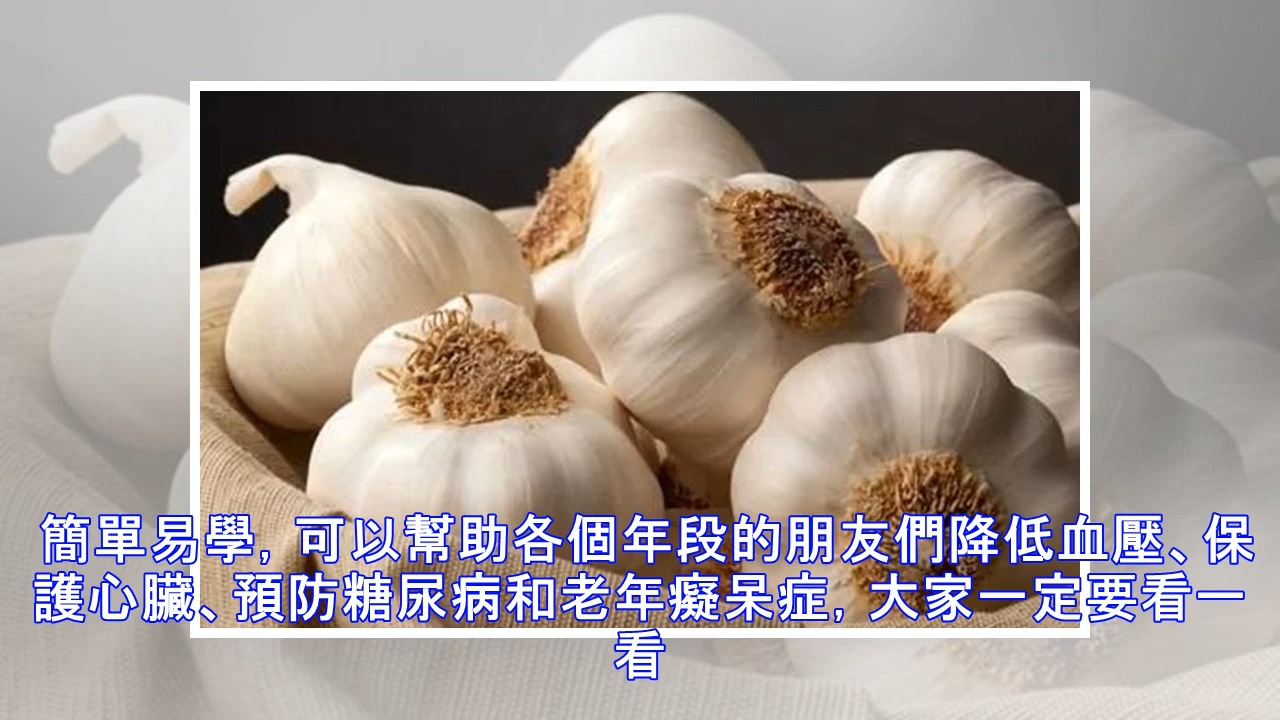 簡單易學, 可以幫助各個年段的朋友們降低血壓、保
護心臟、預防糖尿病和老年癡呆症, 大家一定要看一
看